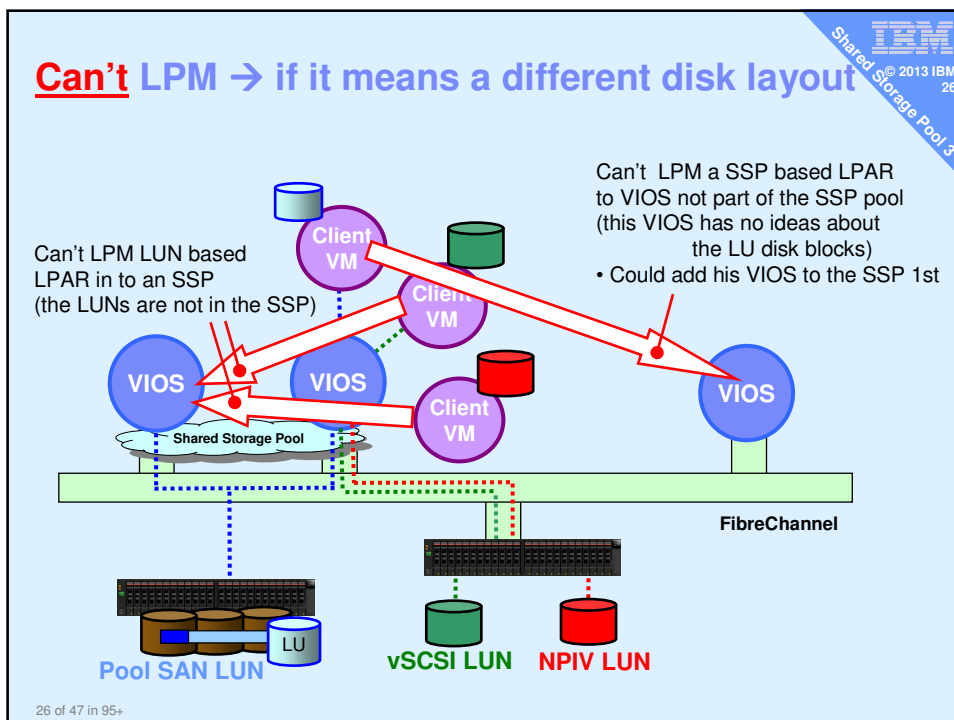 Can't LPM → if it means a different disk layout
IBM
© 2013 IBM
26
Shared Storage Pool 3
Can't LPM a SSP based LPAR
to VIOS not part of the SSP pool
(this VIOS has no ideas about
the LU disk blocks)
• Could add his VIOS to the SSP 1st
Can't LPM LUN based
LPAR in to an SSP
(the LUNs are not in the SSP)
Client
VM
Client
VM
Client
VM
VIOS
VIOS
VIOS
Shared Storage Pool
FibreChannel
LU
Pool SAN LUN
vSCSI LUN
NPIV LUN
26 of 47 in 95+